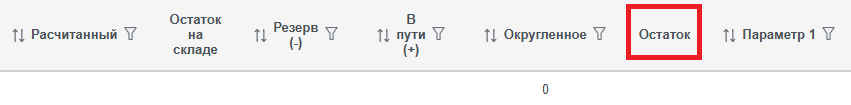 Расчитанный
Остаток
на
складе
Резерв
(-)
В
пути
(+)
Округленное
Остаток
Параметр 1
0